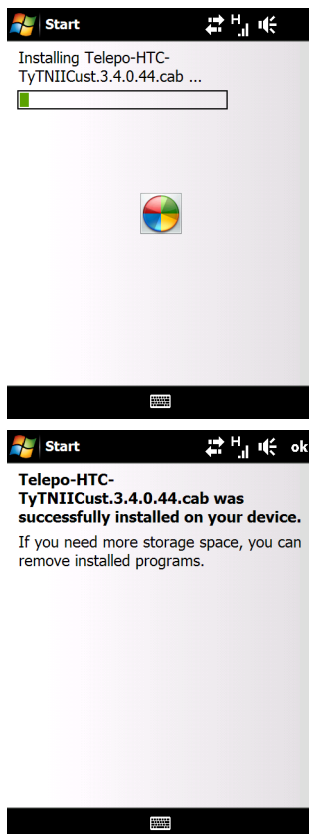 Start
H
Installing Telepo-HTC-
TyTNIICust.3.4.0.44.cab ...
Start
H
ok
Telepo-HTC-
TyTNIICust.3.4.0.44.cab was
successfully installed on your device.
If you need more storage space, you can
remove installed programs.